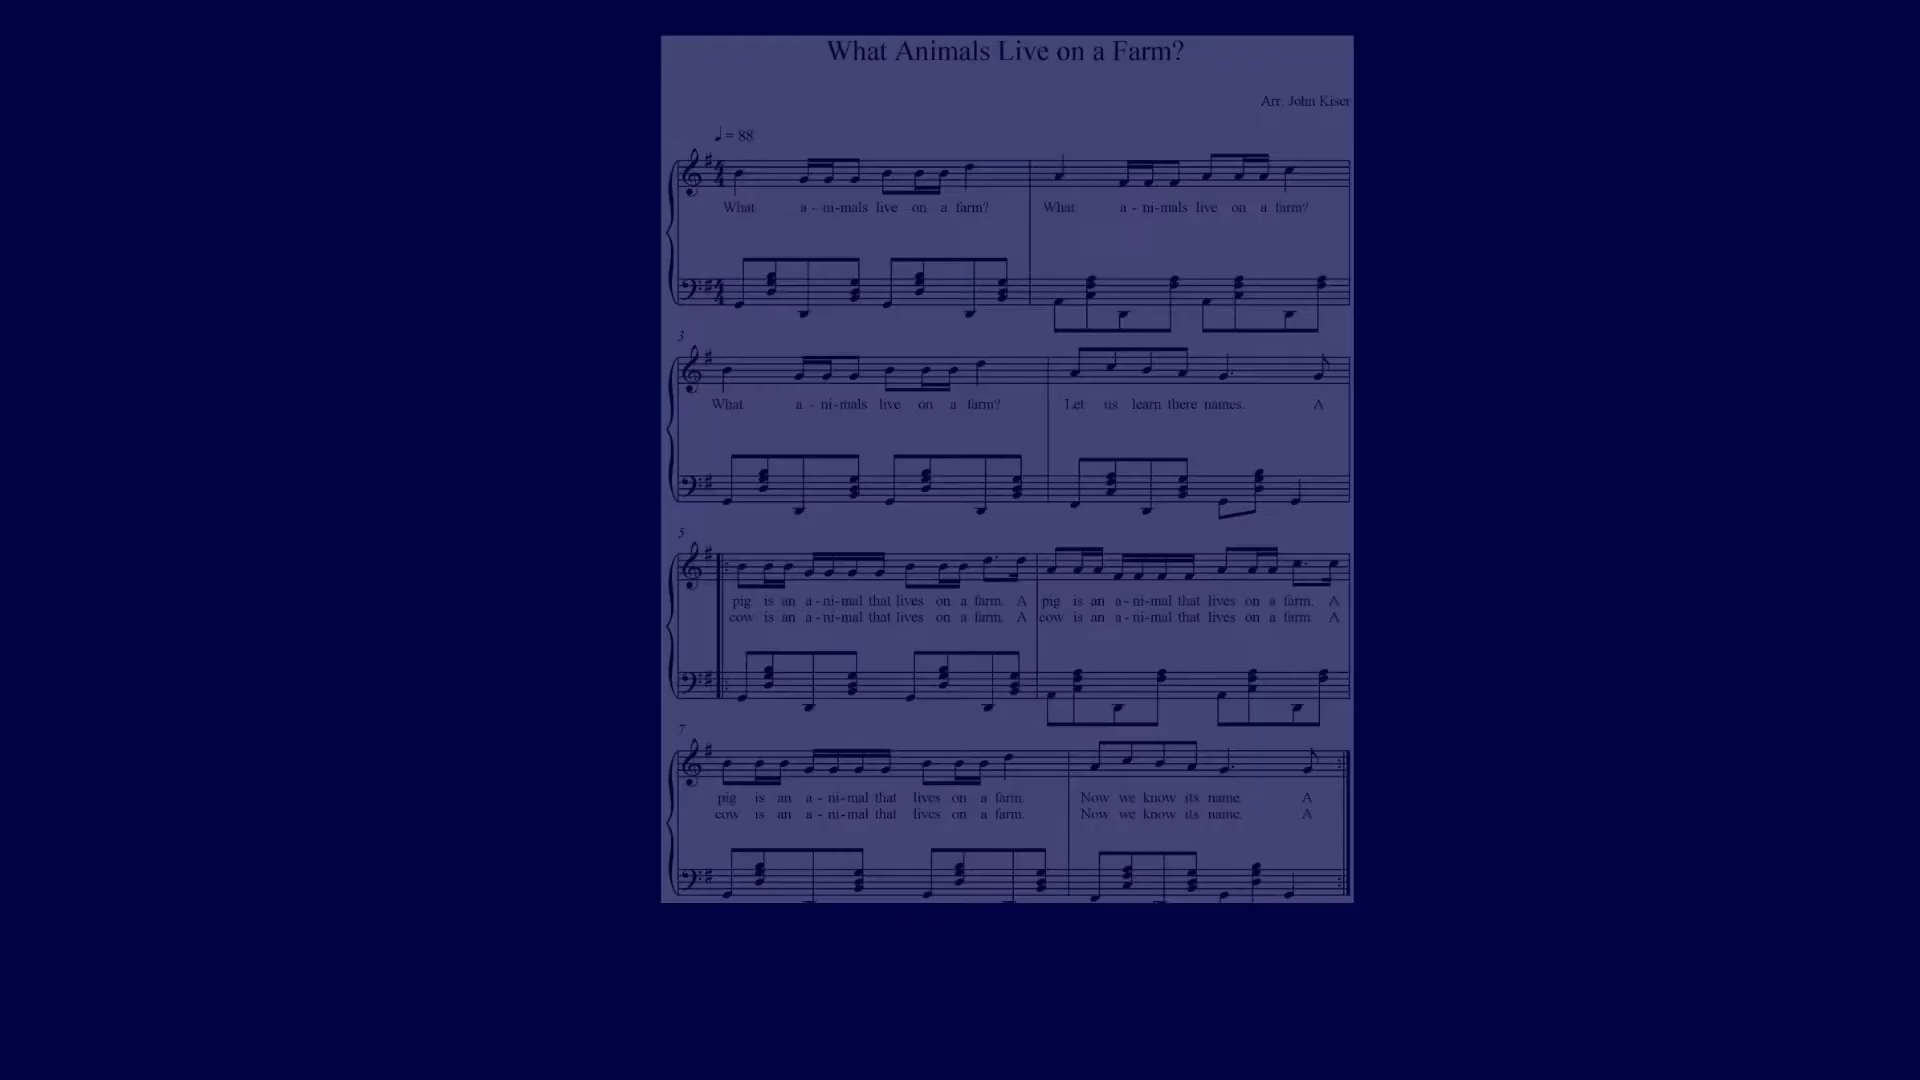 What Animals Live on a Farm?
Arr. John Kiser
♩ = 88
What a - ni-mals live on a farm? What a - ni-mals live on a farm?
3
What a - ni-mals live on a farm? Let us learn there names. A
5
pig is an a-ni-mal that lives on a farm. A pig is an a-ni-mal that lives on a farm. A
cow is an a-ni-mal that lives on a farm. A cow is an a-ni-mal that lives on a farm. A
7
pig is an a - ni-mal that lives on a farm. Now we know its name. A
cow is an a - ni-mal that lives on a farm. Now we know its name. A